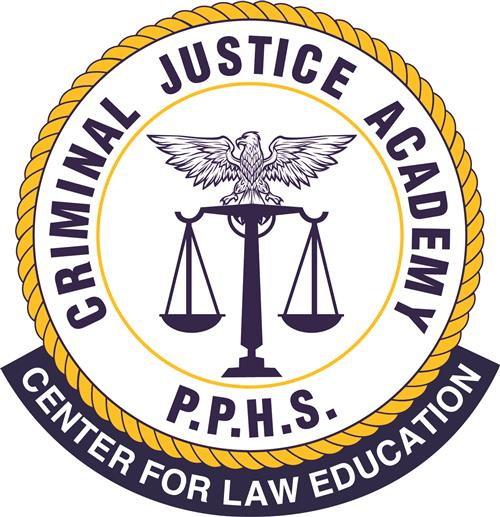 CRIMINAL JUSTICE ACADEMY
P.P.H.S.
CENTER FOR LAW EDUCATION